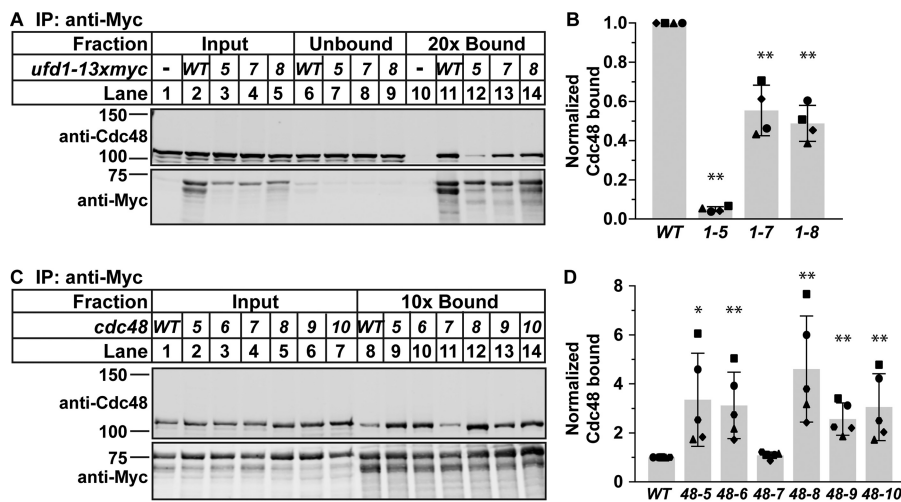 A IP: anti-Myc
Fraction Input Unbound 20x Bound
ufd1-13xmyc - WT 5 7 8 WT 5 7 8 - WT 5 7 8
Lane 1 2 3 4 5 6 7 8 9 10 11 12 13 14
150
anti-Cdc48
100
75
anti-Myc
B
Normalized
Cdc48 bound
1.0
0.8
0.6
0.4
0.2
0.0
** ** **
WT 1-5 1-7 1-8
C IP: anti-Myc
Fraction Input 10x Bound
cdc48 WT 5 6 7 8 9 10 WT 5 6 7 8 9 10
Lane 1 2 3 4 5 6 7 8 9 10 11 12 13 14
150
anti-Cdc48
100
75
anti-Myc
D
Normalized
Cdc48 bound
8
6
4
2
0
* ** ** ** **
WT 48-5 48-6 48-7 48-8 48-9 48-10